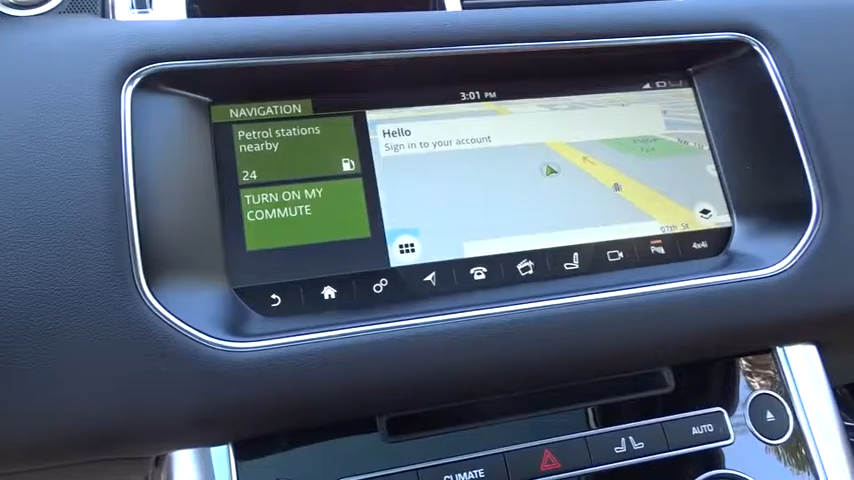 3:01 PM
NAVIGATION
Petrol stations
nearby
24
TURN ON MY
COMMUTE
Hello
Sign in to your account
4x4i
AUTO
CLIMATE